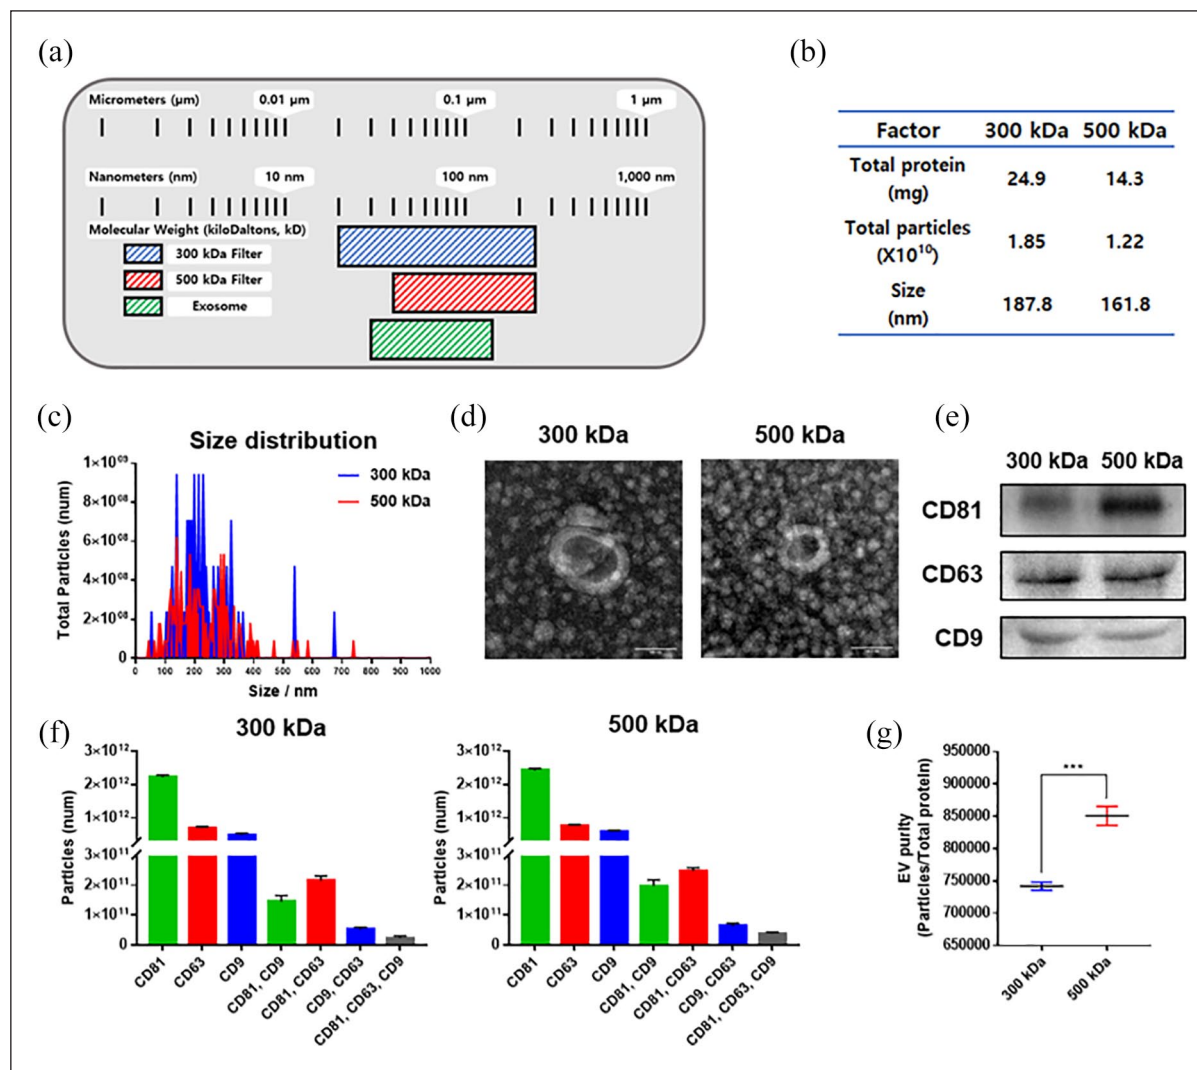 (a)
Micrometers (μm)
0.01 μm
0.1 μm
1 μm
Nanometers (nm)
10 nm
100 nm
1,000 nm
Molecular Weight (kiloDaltons, kD)
300 kDa Filter
500 kDa Filter
Exosome
(b)
Factor 300 kDa 500 kDa
Total protein
(mg)
24.9 14.3
Total particles
(X10¹⁰)
1.85 1.22
Size
(nm)
187.8 161.8
(c)
Size distribution
Total Particles (num)
1×10⁰⁹
8×10⁰⁸
6×10⁰⁸
4×10⁰⁸
2×10⁰⁸
0
300 kDa
500 kDa
0 100 200 300 400 500 600 700 800 900 1000
Size / nm
(d)
300 kDa
500 kDa
(e)
300 kDa 500 kDa
CD81
CD63
CD9
(f)
300 kDa
Particles (num)
3×10¹²
2×10¹²
1×10¹²
3×10¹¹
2×10¹¹
1×10¹¹
0
CD81
CD63
CD9
CD81, CD9
CD81, CD63
CD9, CD63
CD81, CD63, CD9
500 kDa
Particles (num)
3×10¹²
2×10¹²
1×10¹²
3×10¹¹
2×10¹¹
1×10¹¹
0
CD81
CD63
CD9
CD81, CD9
CD81, CD63
CD9, CD63
CD81, CD63, CD9
(g)
EV purity
(Particles/Total protein)
950000
900000
850000
800000
750000
700000
650000
***
300 kDa
500 kDa